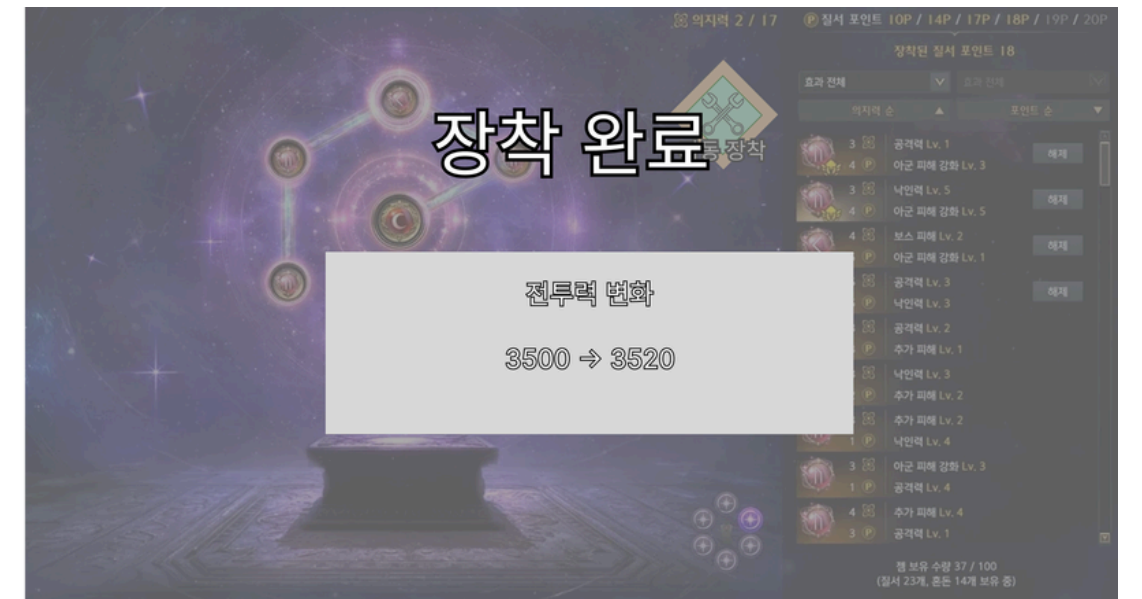 의지력 2 / 17
질서 포인트 10P / 14P / 17P / 18P / 19P / 20P
장착된 질서 포인트 18
효과 전체
효과 전체
의지력 순 ▲
포인트 순 ▼
장착 완료
장착
전투력 변화
3500 → 3520
3 공격력 Lv. 1
해제
4 P 아군 피해 강화 Lv. 3
3 낙인력 Lv. 5
해제
4 P 아군 피해 강화 Lv. 5
4 보스 피해 Lv. 2
해제
P 아군 피해 강화 Lv. 1
공격력 Lv. 3
해제
P 낙인력 Lv. 3
공격력 Lv. 2
P 추가 피해 Lv. 1
낙인력 Lv. 3
P 추가 피해 Lv. 2
추가 피해 Lv. 2
1 P 낙인력 Lv. 4
3 아군 피해 강화 Lv. 3
1 P 공격력 Lv. 4
4 추가 피해 Lv. 4
3 P 공격력 Lv. 1
젬 보유 수량 37 / 100
(질서 23개, 혼돈 14개 보유 중)